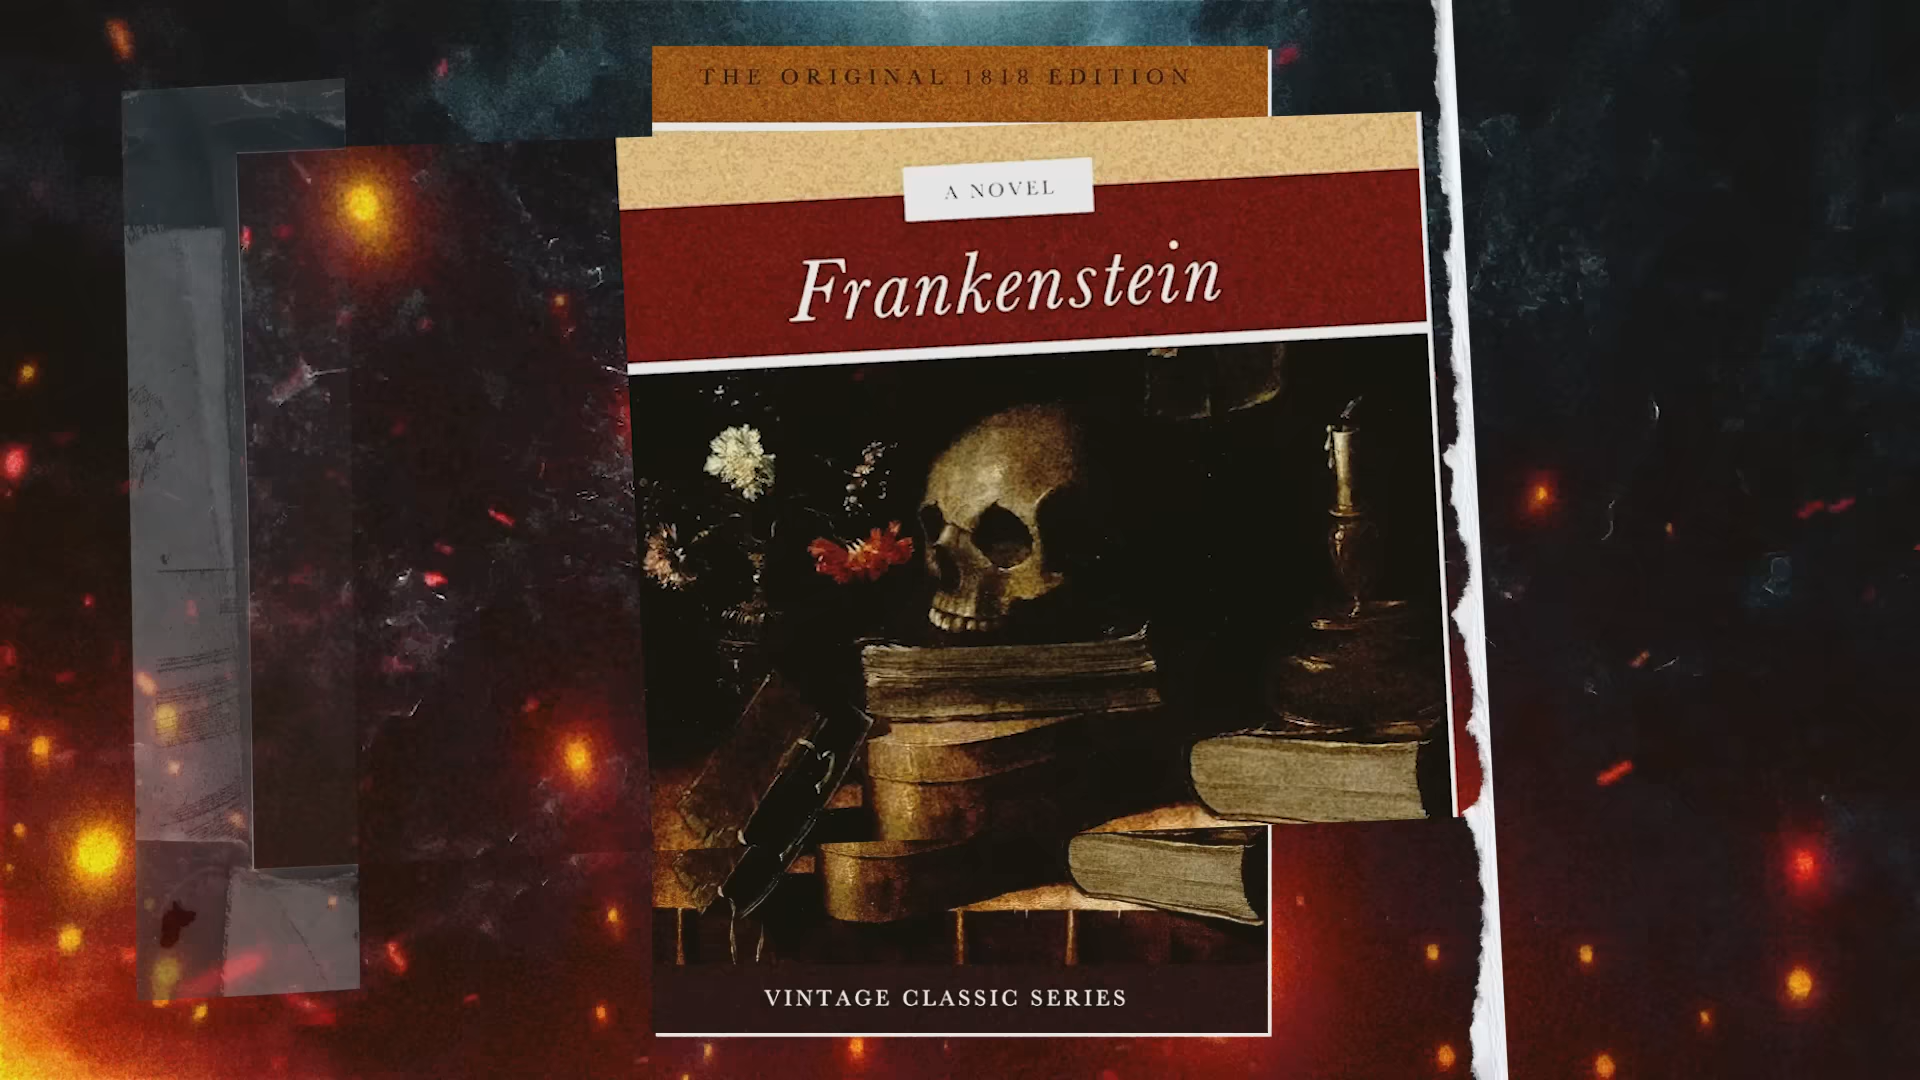 THE ORIGINAL 1818 EDITION
A NOVEL
Frankenstein
VINTAGE CLASSIC SERIES